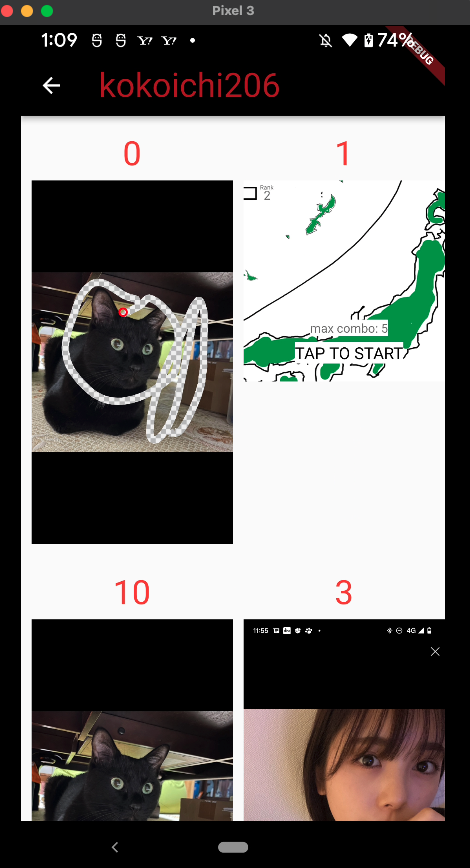 Pixel 3
1:09
Y? Y?
74%
DEBUG
kokoichi206
0
1
Rank
2
max combo: 5
TAP TO START
10
3
11:55
4G